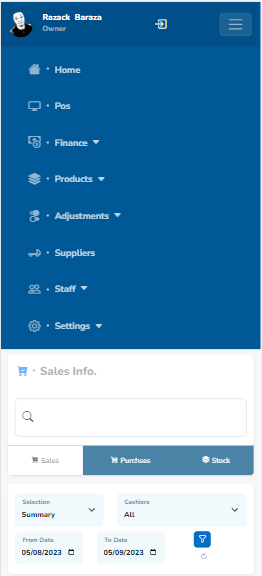 Razack Baraza
Owner
Home
Pos
Finance
Products
Adjustments
Suppliers
Staff
Settings
Sales Info.
Sales Purchses Stock
Selection Cashiers
Summary All
From Date To Date
05/08/2023 05/09/2023